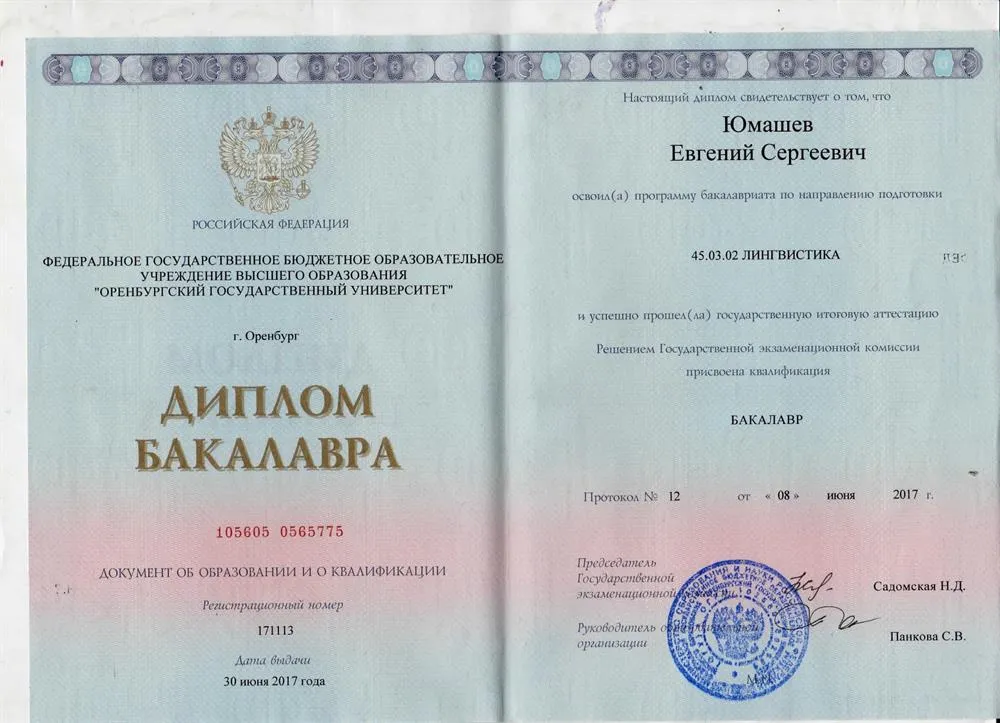 РОССИЙСКАЯ ФЕДЕРАЦИЯ
ФЕДЕРАЛЬНОЕ ГОСУДАРСТВЕННОЕ БЮДЖЕТНОЕ ОБРАЗОВАТЕЛЬНОЕ
УЧРЕЖДЕНИЕ ВЫСШЕГО ОБРАЗОВАНИЯ
"ОРЕНБУРГСКИЙ ГОСУДАРСТВЕННЫЙ УНИВЕРСИТЕТ"
г. Оренбург
ДИПЛОМ
БАКАЛАВРА
105605 0565775
ДОКУМЕНТ ОБ ОБРАЗОВАНИИ И О КВАЛИФИКАЦИИ
Регистрационный номер
171113
Дата выдачи
30 июня 2017 года
Настоящий диплом свидетельствует о том, что
Юмашев
Евгений Сергеевич
освоил(а) программу бакалавриата по направлению подготовки
45.03.02 ЛИНГВИСТИКА
и успешно прошел(ла) государственную итоговую аттестацию
Решением Государственной экзаменационной комиссии
присвоена квалификация
БАКАЛАВР
Протокол № 12 от « 08 » июня 2017 г.
Председатель
Государственной
экзаменационной
Садомская Н.Д.
Руководитель образовательной
организации
Панкова С.В.
М.П.